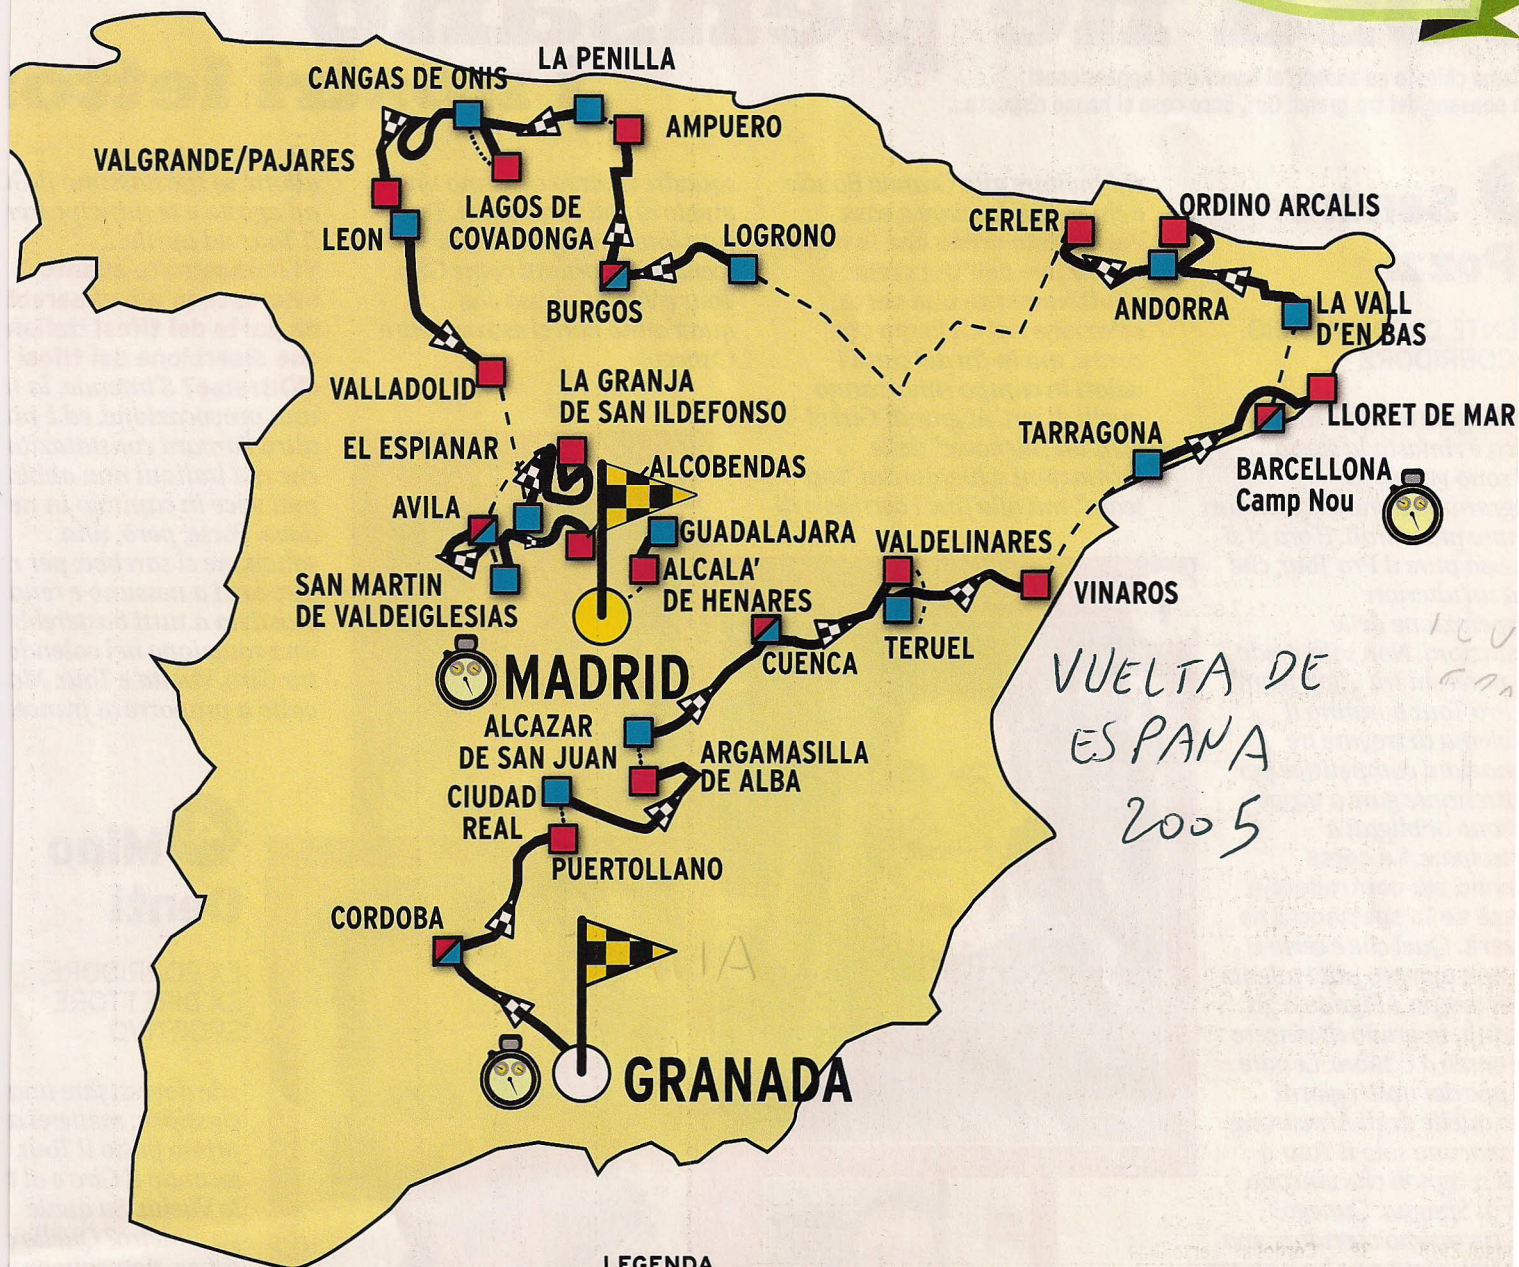 LA PENILLA
CANGAS DE ONIS
AMPUERO
VALGRANDE/PAJARES
LAGOS DE
COVADONGA
LEON
LOGRONO
BURGOS
CERLER
ORDINO ARCALIS
ANDORRA
LA VALL
D'EN BAS
VALLADOLID
LA GRANJA
DE SAN ILDEFONSO
LLORET DE MAR
TARRAGONA
EL ESPIANAR
ALCOBENDAS
BARCELLONA
Camp Nou
AVILA
GUADALAJARA
VALDELINARES
SAN MARTIN
DE VALDEIGLESIAS
ALCALA'
DE HENARES
VINAROS
TERUEL
CUENCA
MADRID
VUELTA DE
ESPANA
2005
ALCAZAR
DE SAN JUAN
ARGAMASILLA
DE ALBA
CIUDAD
REAL
PUERTOLLANO
CORDOBA
GRANADA
LEGENDA